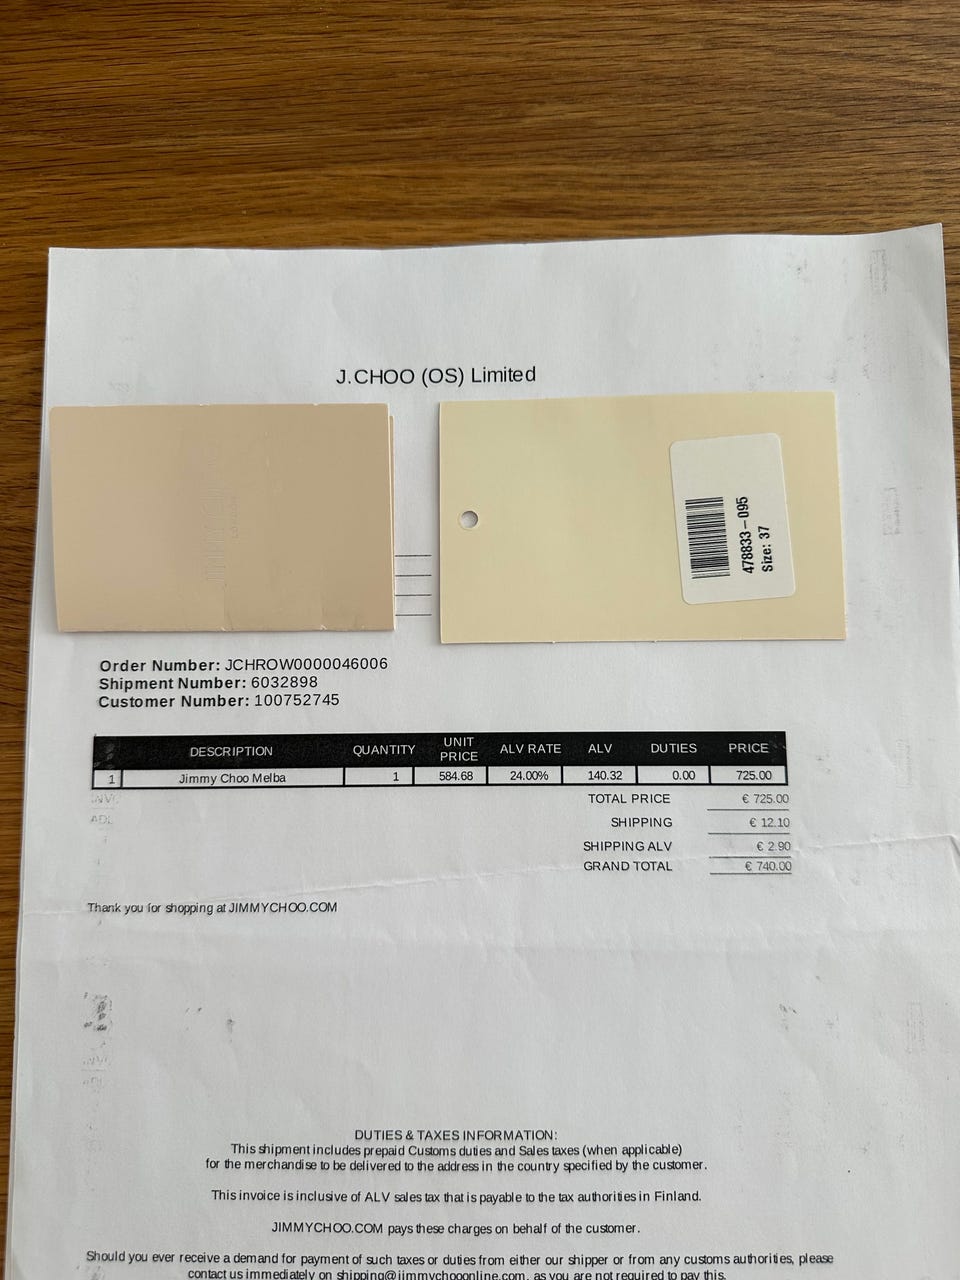 J.CHOO (OS) Limited
JIMMY CHOO
LONDON
478833-095
Size: 37
Order Number: JCHROW0000046006
Shipment Number: 6032898
Customer Number: 100752745
DESCRIPTION QUANTITY UNIT PRICE ALV RATE ALV DUTIES PRICE
1 Jimmy Choo Melba 1 584.68 24.00% 140.32 0.00 725.00
TOTAL PRICE € 725.00
SHIPPING € 12.10
SHIPPING ALV € 2.90
GRAND TOTAL € 740.00
Thank you for shopping at JIMMYCHOO.COM
DUTIES & TAXES INFORMATION:
This shipment includes prepaid Customs duties and Sales taxes (when applicable)
for the merchandise to be delivered to the address in the country specified by the customer.
This invoice is inclusive of ALV sales tax that is payable to the tax authorities in Finland.
JIMMYCHOO.COM pays these charges on behalf of the customer.
Should you ever receive a demand for payment of such taxes or duties from either our shipper or from any customs authorities, please
contact us immediately on shipping@jimmychooonline.com, as you are not required to pay this.